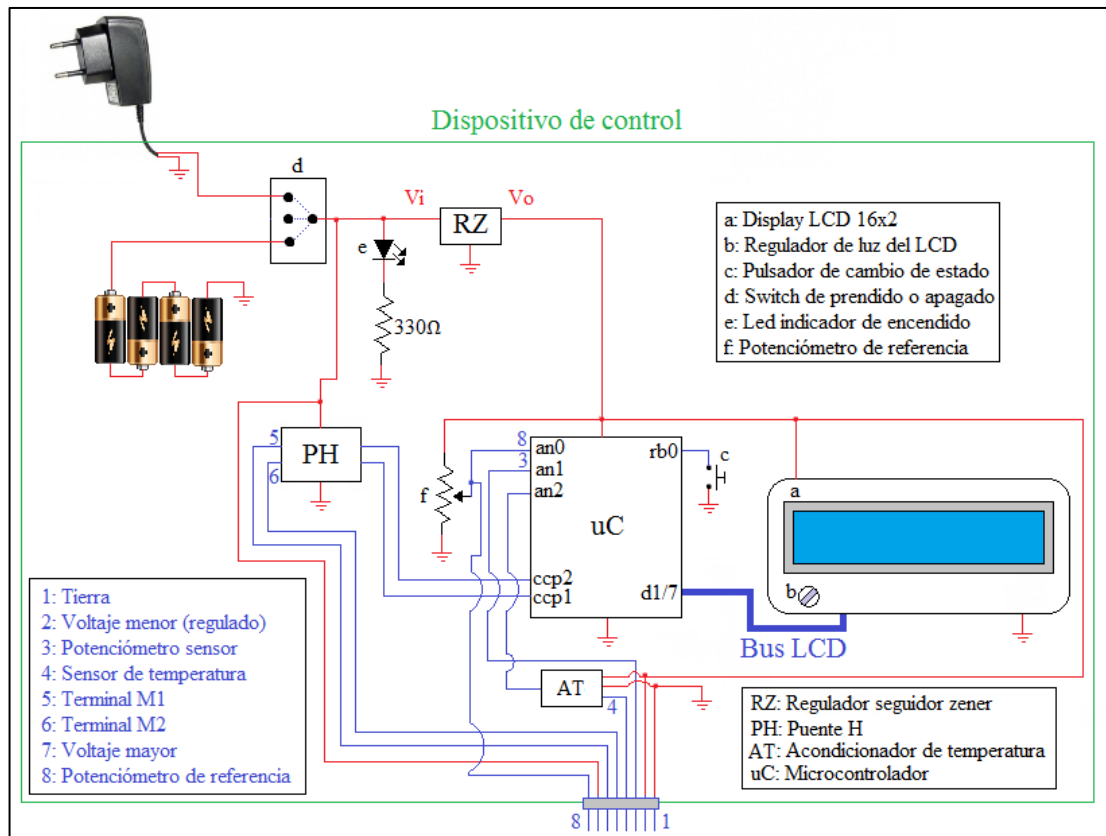 Dispositivo de control
d
Vi
Vo
RZ
e
330Ω
a: Display LCD 16x2
b: Regulador de luz del LCD
c: Pulsador de cambio de estado
d: Switch de prendido o apagado
e: Led indicador de encendido
f: Potenciómetro de referencia
5
6
PH
f
8
3
an0
an1
an2
rb0
c
uC
ccp2
ccp1
d1/7
a
b
Bus LCD
1: Tierra
2: Voltaje menor (regulado)
3: Potenciómetro sensor
4: Sensor de temperatura
5: Terminal M1
6: Terminal M2
7: Voltaje mayor
8: Potenciómetro de referencia
AT
4
RZ: Regulador seguidor zener
PH: Puente H
AT: Acondicionador de temperatura
uC: Microcontrolador
8
1